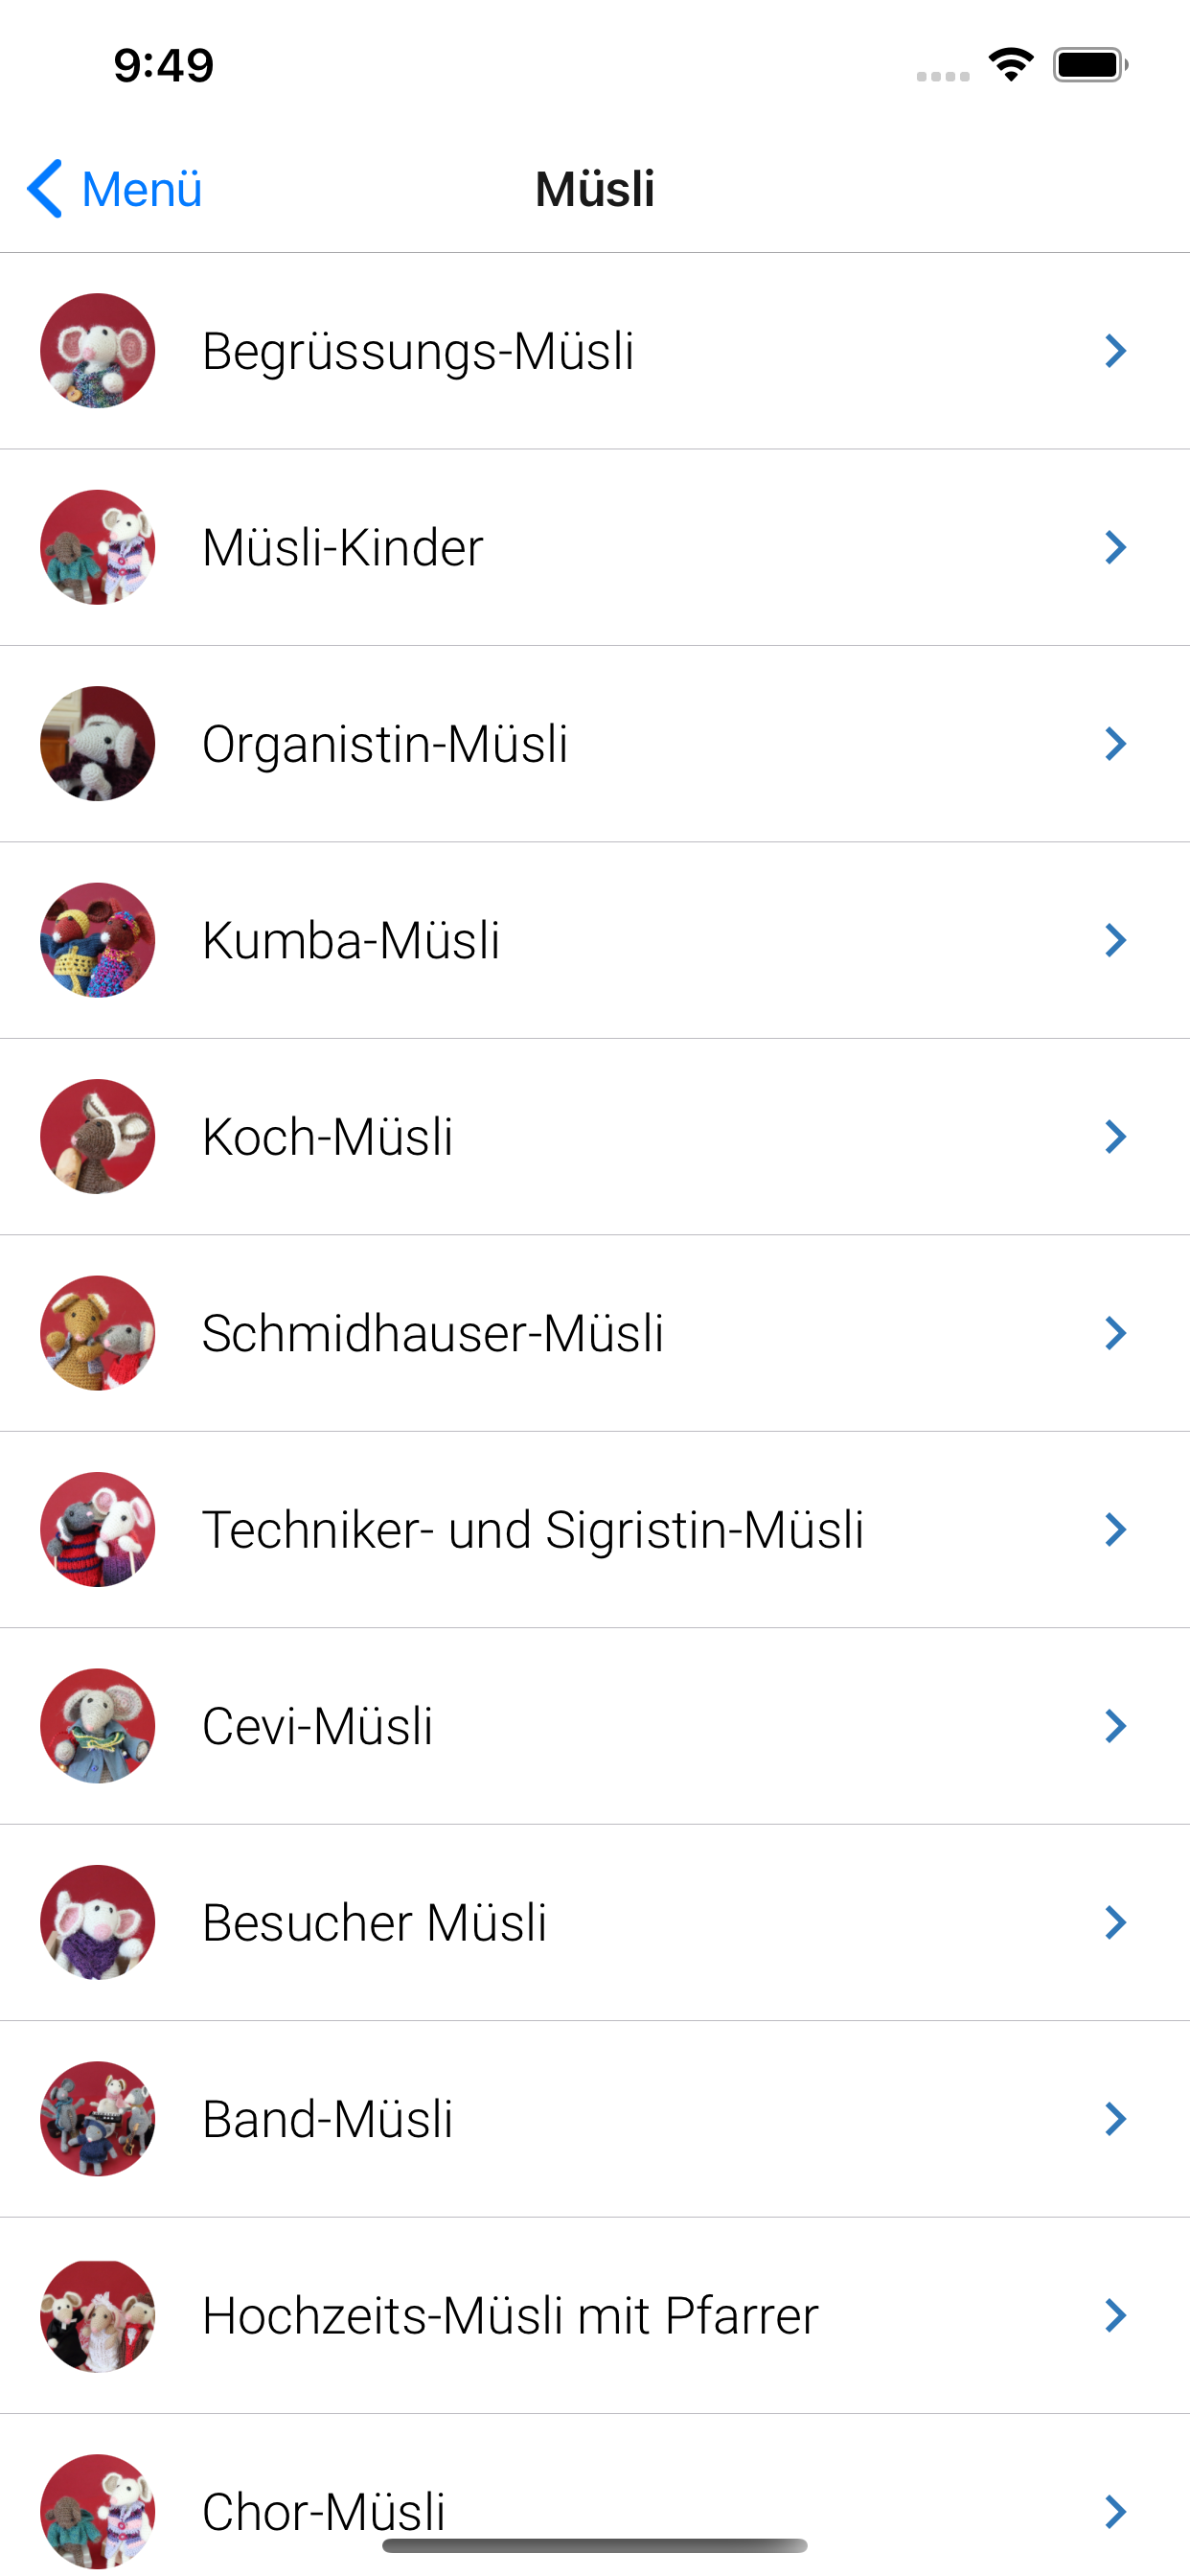 9:49
Menü
Müsli
Begrüssungs-Müsli
Müsli-Kinder
Organistin-Müsli
Kumba-Müsli
Koch-Müsli
Schmidhauser-Müsli
Techniker- und Sigristin-Müsli
Cevi-Müsli
Besucher Müsli
Band-Müsli
Hochzeits-Müsli mit Pfarrer
Chor-Müsli